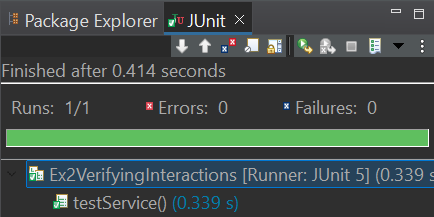 Package Explorer JUnit
Finished after 0.414 seconds
Runs: 1/1 Errors: 0 Failures: 0
Ex2VerifyingInteractions [Runner: JUnit 5] (0.339 s)
testService() (0.339 s)